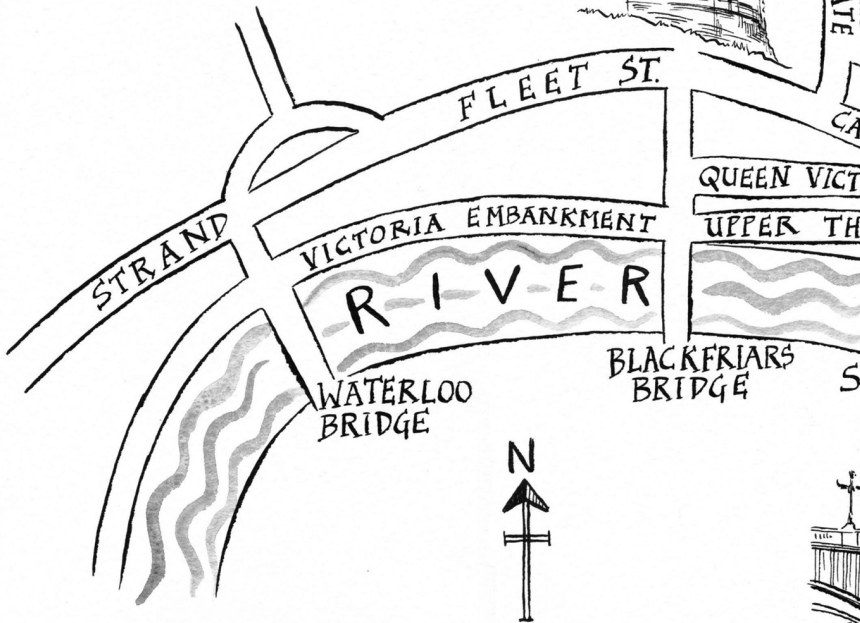 FLEET ST.
STRAND
VICTORIA EMBANKMENT
QUEEN VICT
UPPER TH
RIVER
WATERLOO
BRIDGE
BLACKFRIARS
BRIDGE
N